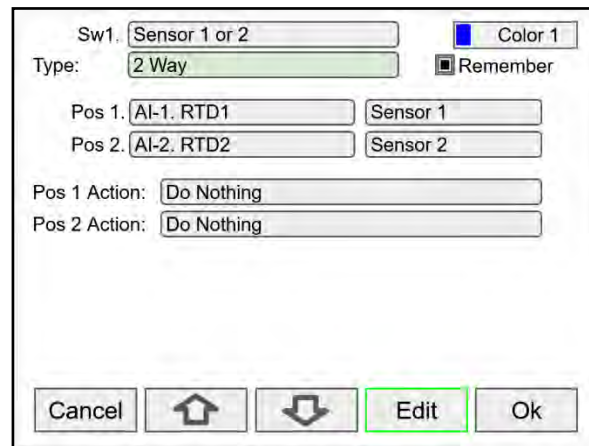 Sw1. Sensor 1 or 2 Color 1
Type: 2 Way Remember
Pos 1. AI-1. RTD1 Sensor 1
Pos 2. AI-2. RTD2 Sensor 2
Pos 1 Action: Do Nothing
Pos 2 Action: Do Nothing
Cancel Edit Ok